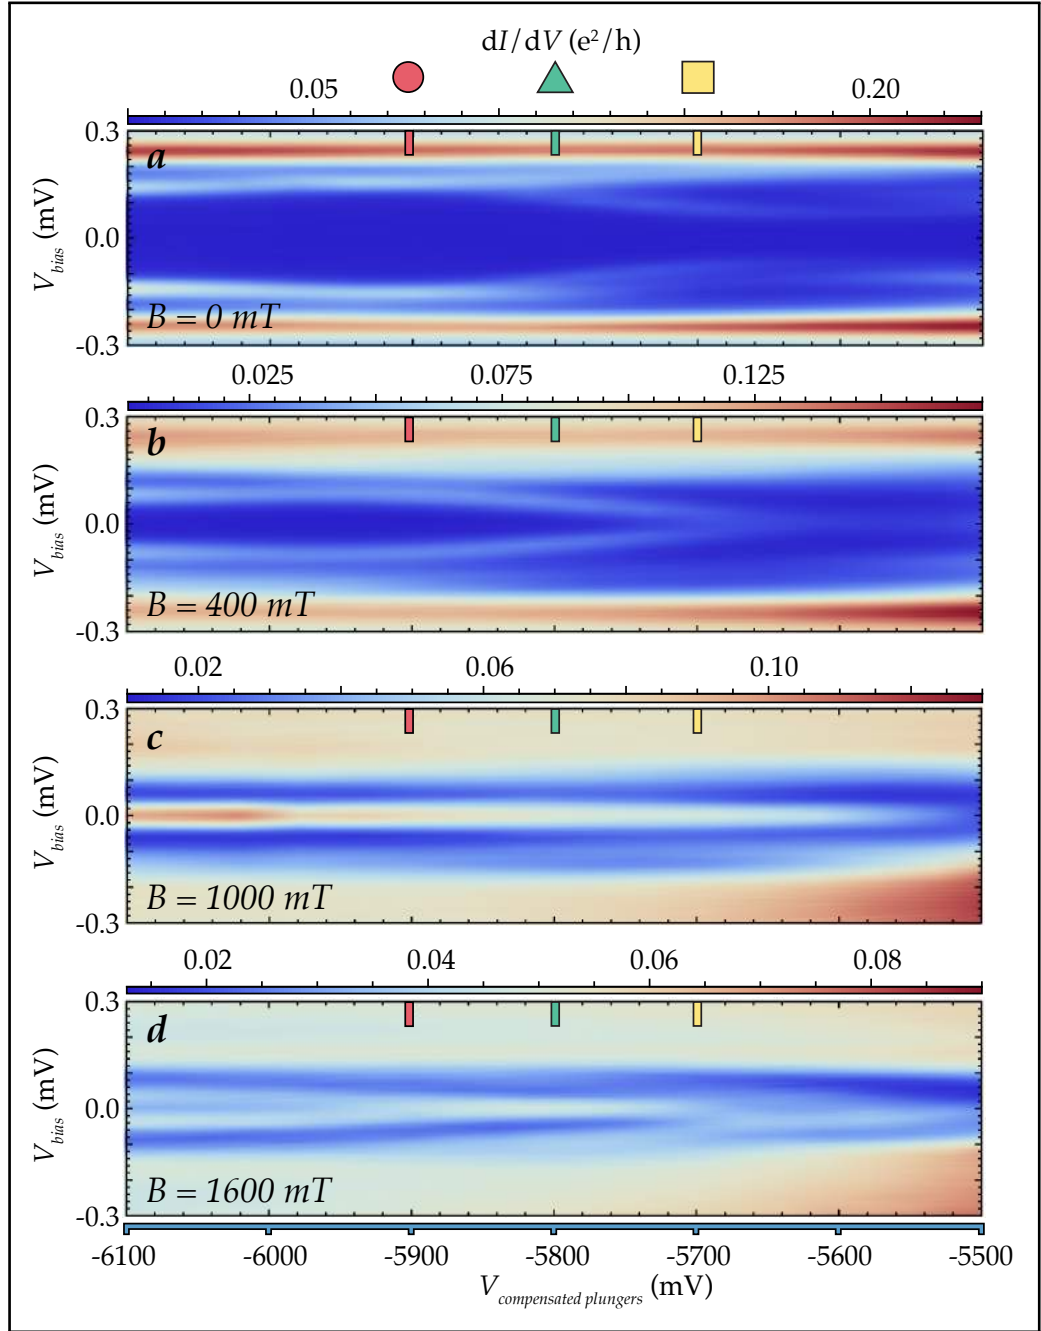 dI/dV (e²/h)
0.05 0.20
a
0.3
0.0
-0.3
V_bias (mV)
B = 0 mT
0.025 0.075 0.125
b
0.3
0.0
-0.3
V_bias (mV)
B = 400 mT
0.02 0.06 0.10
c
0.3
0.0
-0.3
V_bias (mV)
B = 1000 mT
0.02 0.04 0.06 0.08
d
0.3
0.0
-0.3
V_bias (mV)
B = 1600 mT
-6100 -6000 -5900 -5800 -5700 -5600 -5500
V_compensated plungers (mV)